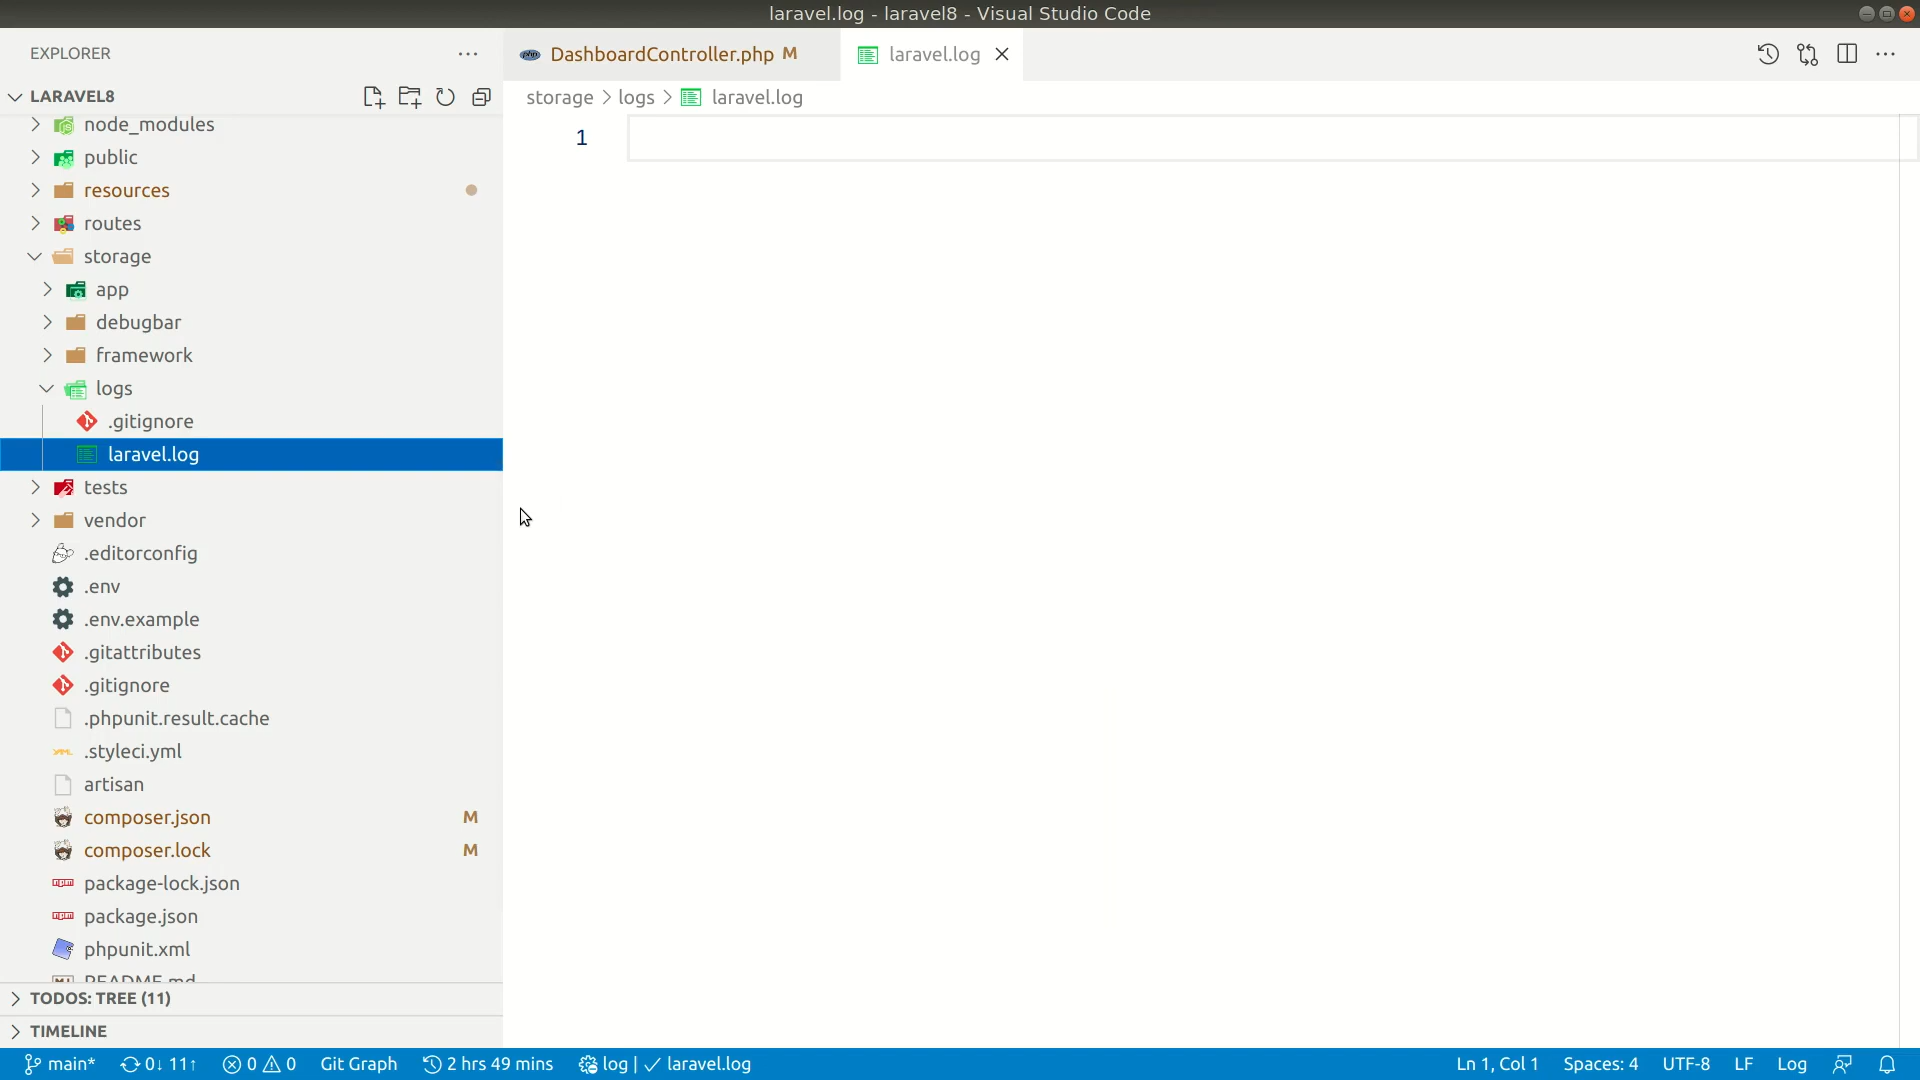 laravel.log - laravel8 - Visual Studio Code
EXPLORER
LARAVEL8
node_modules
public
resources
routes
storage
app
debugbar
framework
logs
.gitignore
laravel.log
tests
vendor
.editorconfig
.env
.env.example
.gitattributes
.gitignore
.phpunit.result.cache
.styleci.yml
artisan
composer.json M
composer.lock M
package-lock.json
package.json
phpunit.xml
README.md
TODOS: TREE (11)
TIMELINE
DashboardController.php M
laravel.log
storage > logs > laravel.log
1
main* 0↓ 11↑ 0 0 Git Graph 2 hrs 49 mins log | ✓ laravel.log Ln 1, Col 1 Spaces: 4 UTF-8 LF Log